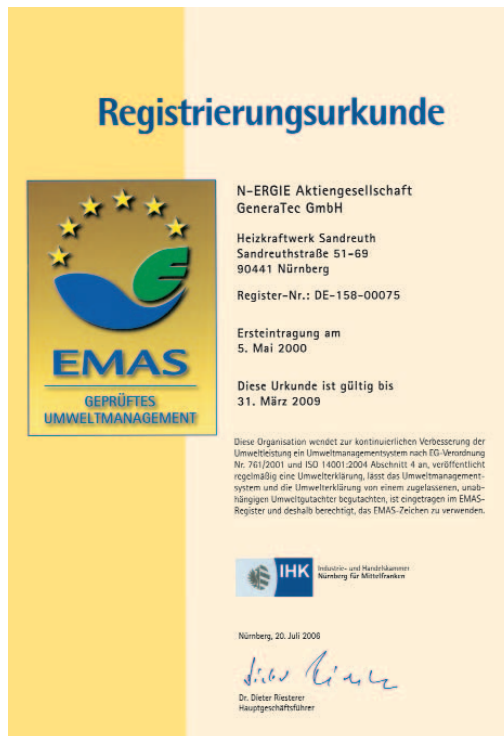 Registrierungsurkunde
N-ERGIE Aktiengesellschaft
GeneraTec GmbH
Heizkraftwerk Sandreuth
Sandreuthstraße 51-69
90441 Nürnberg
Register-Nr.: DE-158-00075
Ersteintragung am
5. Mai 2000
Diese Urkunde ist gültig bis
31. März 2009
EMAS
GEPRÜFTES
UMWELTMANAGEMENT
Diese Organisation wendet zur kontinuierlichen Verbesserung der
Umweltleistung ein Umweltmanagementsystem nach EG-Verordnung
Nr. 761/2001 und ISO 14001:2004 Abschnitt 4 an, veröffentlicht
regelmäßig eine Umwelterklärung, lässt das Umweltmanagement-
system und die Umwelterklärung von einem zugelassenen, unab-
hängigen Umweltgutachter begutachten, ist eingetragen im EMAS-
Register und deshalb berechtigt, das EMAS-Zeichen zu verwenden.
IHK
Industrie- und Handelskammer
Nürnberg für Mittelfranken
Nürnberg, 20. Juli 2006
Dieter Riesterer
Dr. Dieter Riesterer
Hauptgeschäftsführer